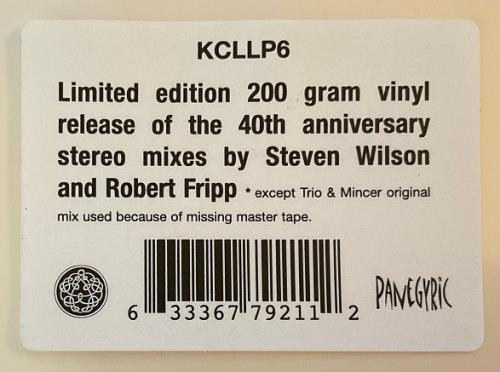 KCLLP6
Limited edition 200 gram vinyl
release of the 40th anniversary
stereo mixes by Steven Wilson
and Robert Fripp * except Trio & Mincer original
mix used because of missing master tape.
6 33367 79211 2
PANEGYRIC